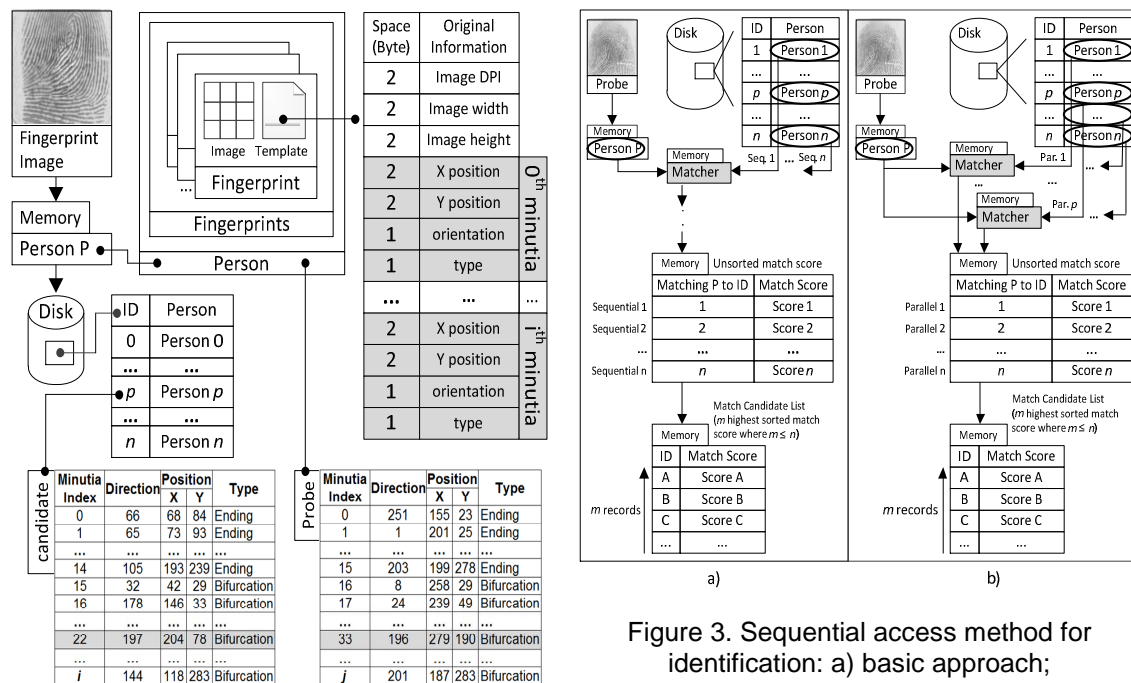 Fingerprint
Image
Memory
Person P
Disk
ID Person
0 Person 0
... ...
p Person p
... ...
n Person n
Image Template
... Fingerprint
Fingerprints
Person
Space (Byte) Original Information
2 Image DPI
2 Image width
2 Image height
2 X position
2 Y position
1 orientation
1 type
0th minutia
... ... ...
2 X position
2 Y position
1 orientation
1 type
ith minutia
candidate
Minutia Index Direction Position X Y Type
0 66 68 84 Ending
1 65 73 93 Ending
... ... ... ... ...
14 105 193 239 Ending
15 32 42 29 Bifurcation
16 178 146 33 Bifurcation
... ... ... ... ...
22 197 204 78 Bifurcation
... ... ... ... ...
i 144 118 283 Bifurcation
Probe
Minutia Index Direction Position X Y Type
0 251 155 23 Ending
1 1 201 25 Ending
... ... ... ... ...
15 203 199 278 Ending
16 8 258 29 Bifurcation
17 24 239 49 Bifurcation
... ... ... ... ...
33 196 279 190 Bifurcation
... ... ... ... ...
j 201 187 283 Bifurcation
Probe
Memory
Person P
Disk
ID Person
1 Person 1
... ...
p Person p
... ...
n Person n
Seq. 1 ... Seq. n
Memory
Matcher
Memory Unsorted match score
Matching P to ID Match Score
Sequential 1 1 Score 1
Sequential 2 2 Score 2
... ... ...
Sequential n n Score n
Match Candidate List
(m highest sorted match
score where m ≤ n)
Memory
ID Match Score
A Score A
B Score B
C Score C
... ...
m records
a)
Probe
Memory
Person P
Disk
ID Person
1 Person 1
... ...
p Person p
... ...
n Person n
Memory
Matcher
Par. 1
... ... ...
Memory
Matcher
Par. p ...
Memory Unsorted match score
Matching P to ID Match Score
Parallel 1 1 Score 1
Parallel 2 2 Score 2
... ... ...
Parallel n n Score n
Match Candidate List
(m highest sorted match
score where m ≤ n)
Memory
ID Match Score
A Score A
B Score B
C Score C
... ...
m records
b)
Figure 3. Sequential access method for
identification: a) basic approach;